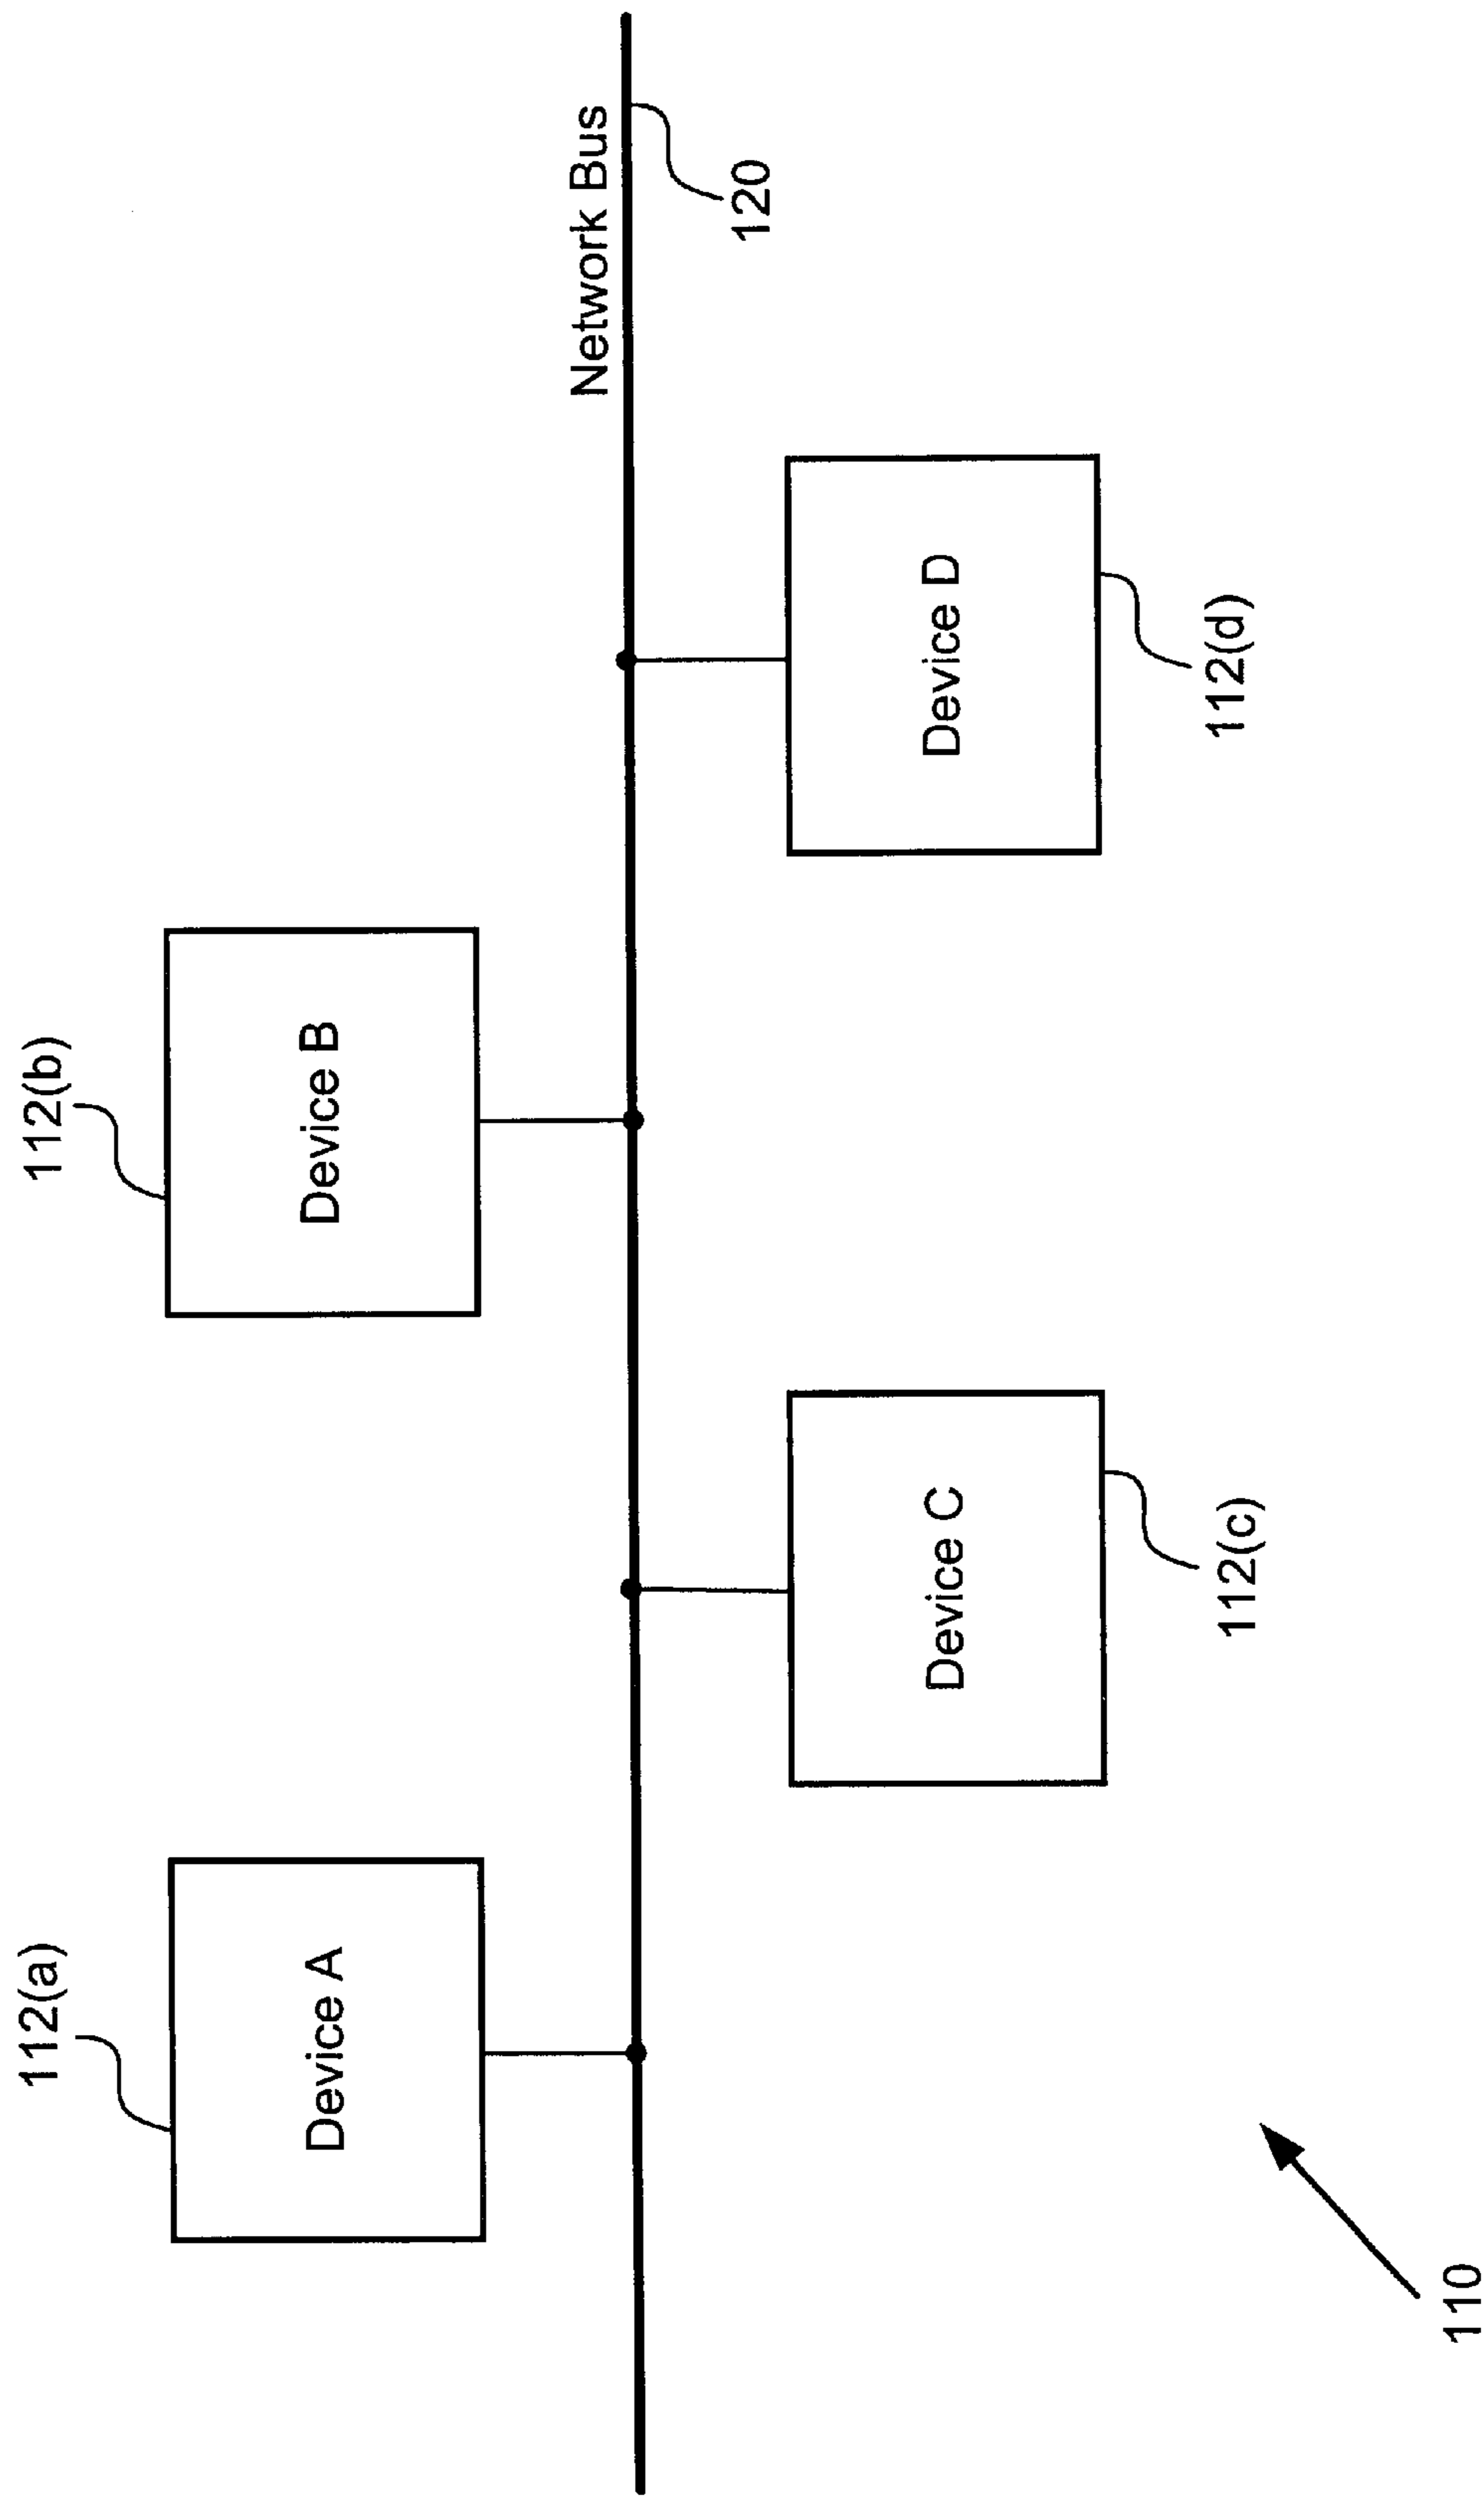 112(a)
112(b)
Device A
Device B
Network Bus
120
Device C
Device D
112(c)
112(d)
110